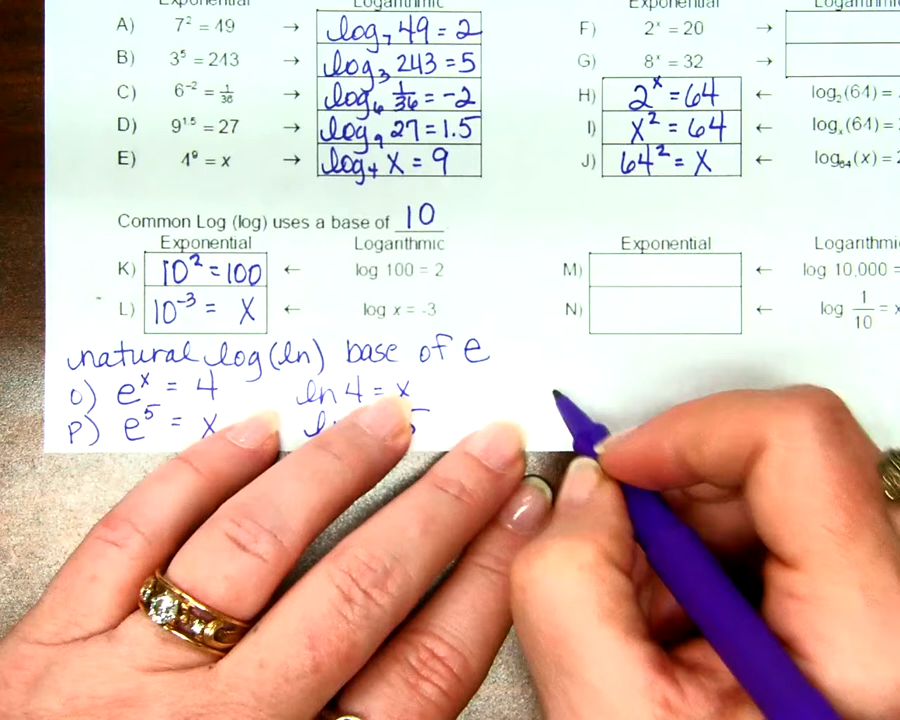 Exponential Logarithmic Exponential Logarithmic
A) 7² = 49 → log₇ 49 = 2 F) 2ˣ = 20 →
B) 3⁵ = 243 → log₃ 243 = 5 G) 8ˣ = 32 →
C) 6⁻² = 1/36 → log₆ 1/36 = -2 H) 2ˣ = 64 ← log₂(64) =
D) 9¹·⁵ = 27 → log₉ 27 = 1.5 I) x² = 64 ← logₓ(64) =
E) 4⁹ = x → log₄ x = 9 J) 64² = x ← log₆₄(x) = 2
Common Log (log) uses a base of 10
Exponential Logarithmic Exponential Logarithmic
K) 10² = 100 ← log 100 = 2 M) ← log 10,000 =
L) 10⁻³ = x ← log x = -3 N) ← log 1/10 = x
natural log (ln) base of e
O) eˣ = 4 ln 4 = x
P) e⁵ = x